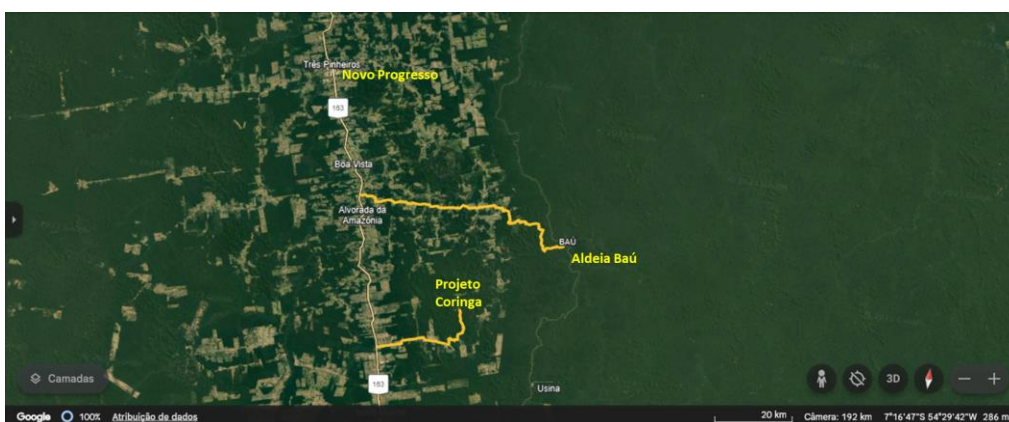 Três Pinheiros
Novo Progresso
163
Boa Vista
Alvorada da
Amazônia
BAÚ
Aldeia Baú
Projeto
Coringa
163
Usina
Camadas
3D
Google 100% Atribuição de dados 20 km Câmera: 192 km 7°16'47"S 54°29'42"W 286 m